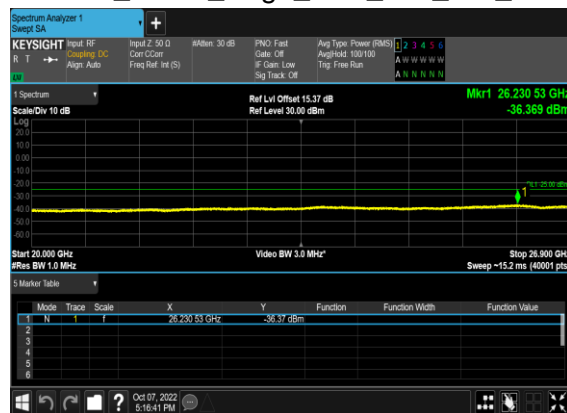 Spectrum Analyzer 1
Swept SA
+
KEYSIGHT Input: RF Input Z: 50 Ω #Atten: 30 dB PNO: Fast Avg Type: Power (RMS) 1 2 3 4 5 6
R T Coupling: DC Corr CCorr Gate: Off Avg|Hold: 100/100 A W W W W W
Align: Auto Freq Ref: Int (S) IF Gain: Low Trig: Free Run
Sig Track: Off A N N N N N
1 Spectrum Ref Lvl Offset 15.37 dB Mkr1 26.230 53 GHz
Scale/Div 10 dB Ref Level 30.00 dBm -36.369 dBm
Log
20.0
10.0
0.00
-10.0
-20.0
DL1 -25.00 dBm
-30.0
1
-40.0
-50.0
-60.0
Start 20.000 GHz Video BW 3.0 MHz* Stop 26.900 GHz
#Res BW 1.0 MHz Sweep ~15.2 ms (40001 pts)
5 Marker Table
Mode Trace Scale X Y Function Function Width Function Value
1 N 1 f 26.230 53 GHz -36.37 dBm
2
3
4
5
6
? Oct 07, 2022
5:16:41 PM